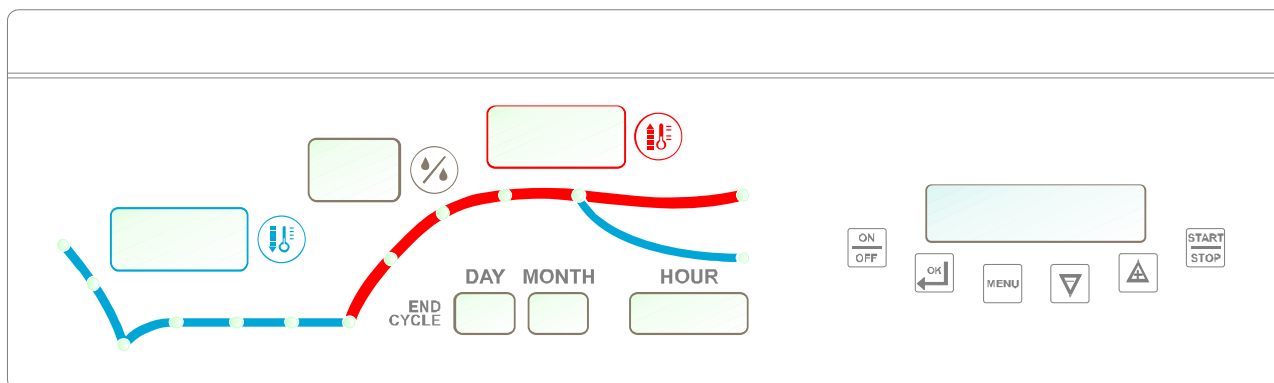 DAY MONTH HOUR
END
CYCLE
ON
OFF
OK
MENU
START
STOP